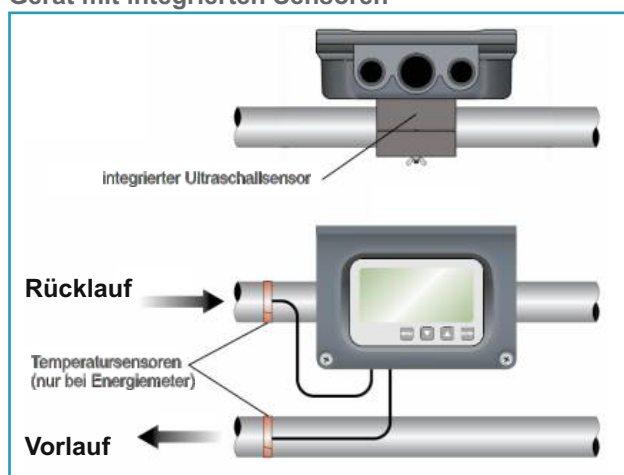 Gerät mit integrierten Sensoren
integrierter Ultraschallsensor
Rücklauf
Temperatursensoren
(nur bei Energiemeter)
Vorlauf